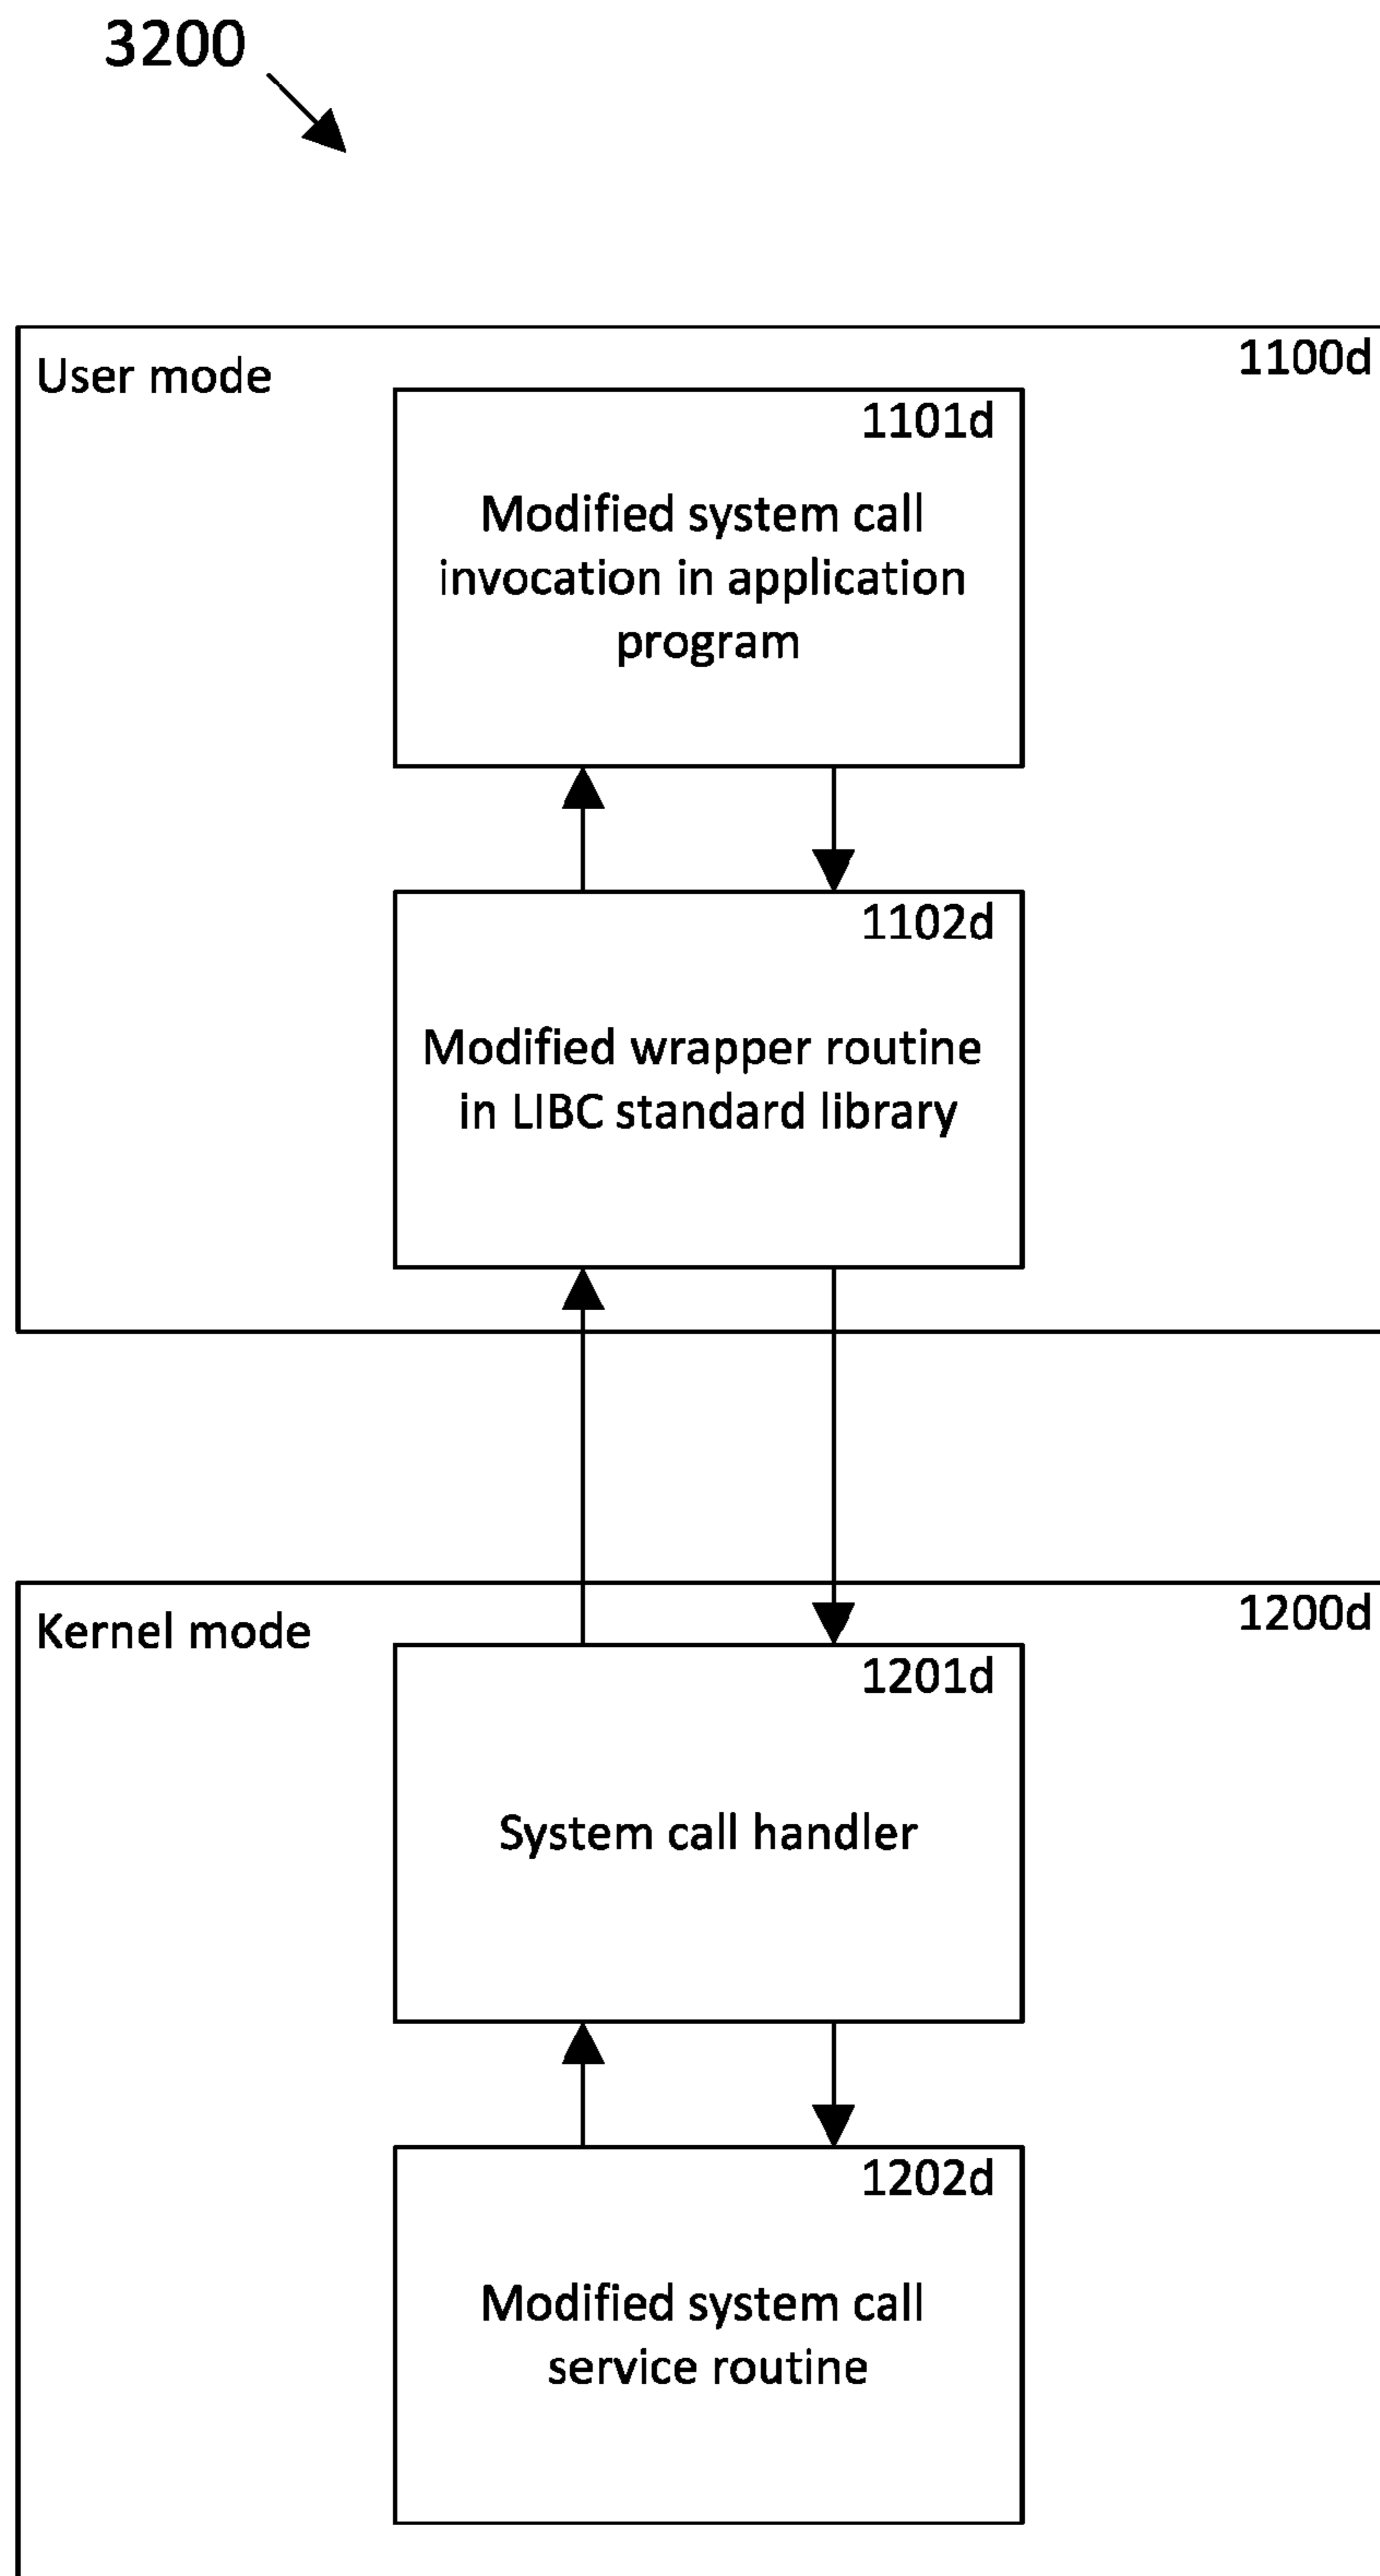 3200
User mode
1100d
1101d
Modified system call
invocation in application
program
1102d
Modified wrapper routine
in LIBC standard library
Kernel mode
1200d
1201d
System call handler
1202d
Modified system call
service routine